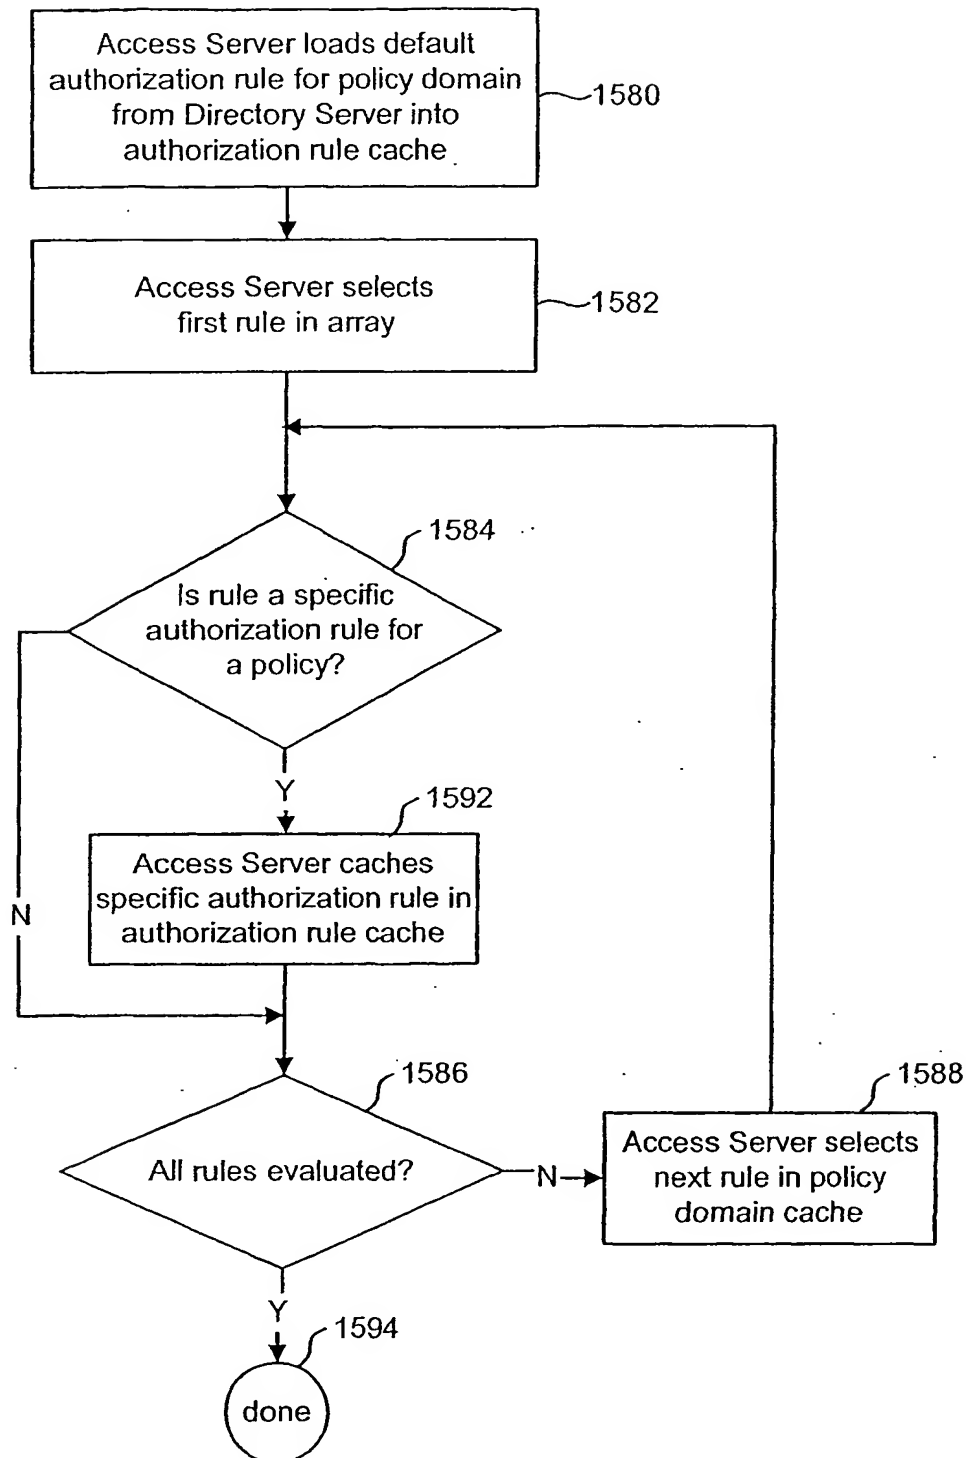 Access Server loads default
authorization rule for policy domain
from Directory Server into
authorization rule cache
1580
Access Server selects
first rule in array
1582
1584
Is rule a specific
authorization rule for
a policy?
Y
1592
Access Server caches
specific authorization rule in
authorization rule cache
N
1586
All rules evaluated?
N
1588
Access Server selects
next rule in policy
domain cache
Y
1594
done